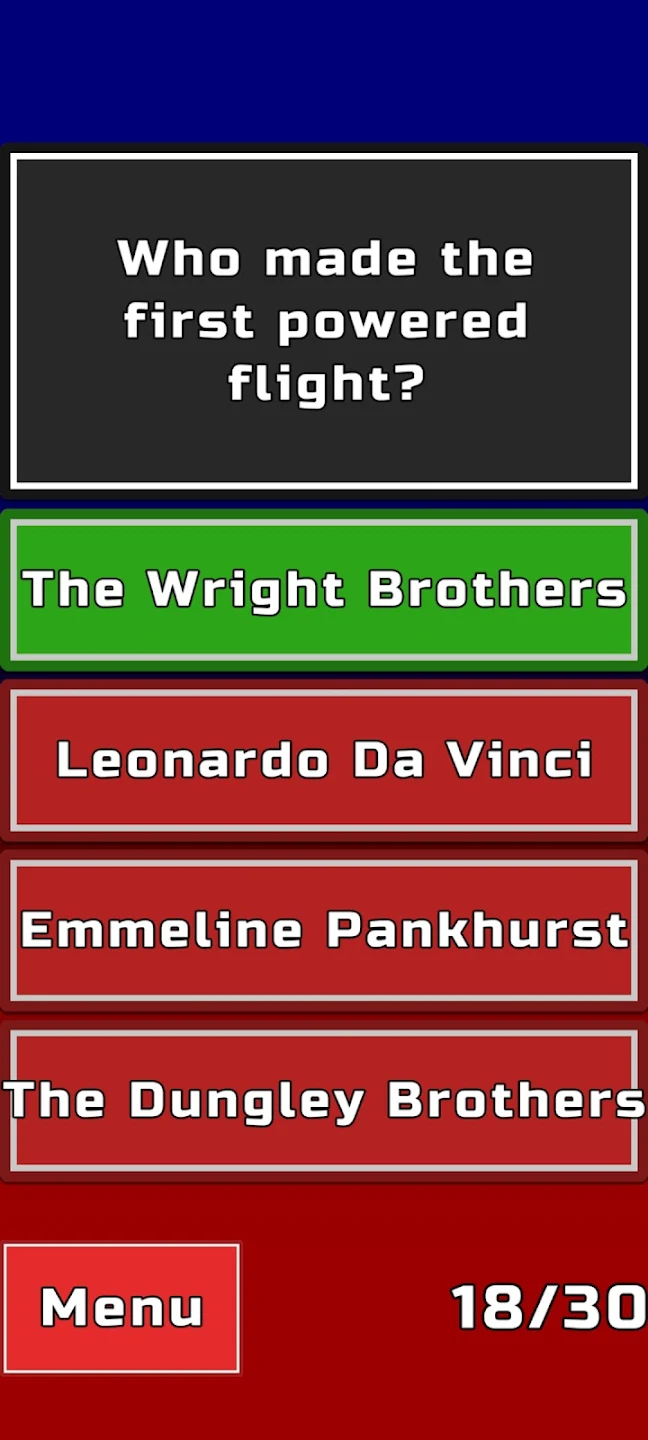 Who made the
first powered
flight?
The Wright Brothers
Leonardo Da Vinci
Emmeline Pankhurst
The Dungley Brothers
Menu
18/30